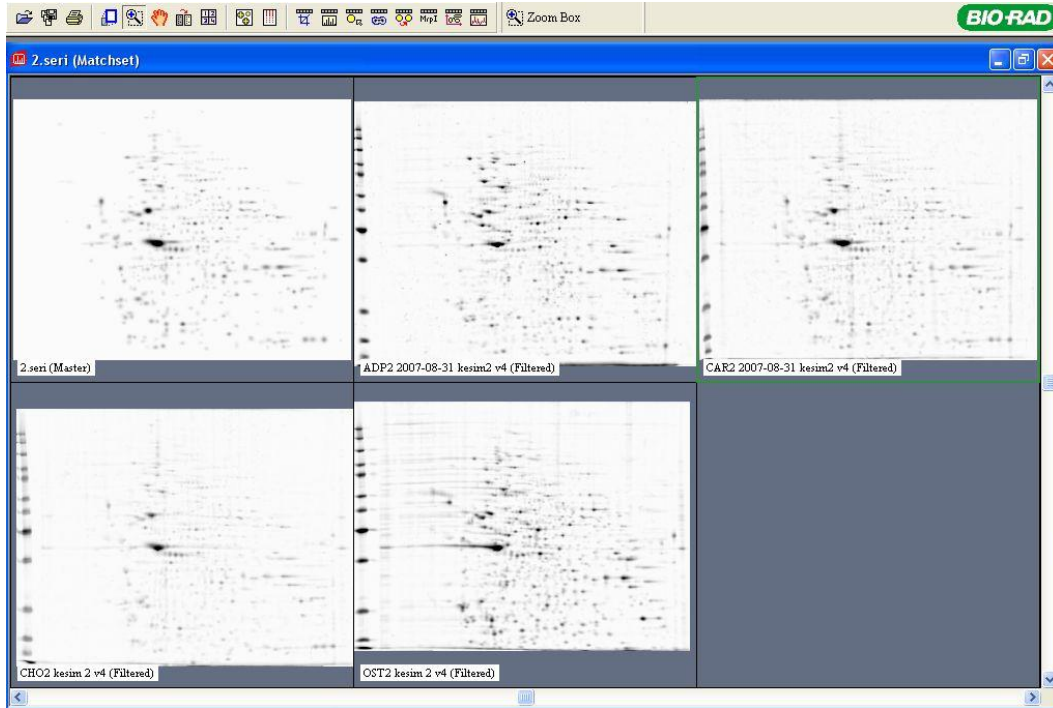 MrpI
Zoom Box
BIO-RAD
2.seri (Matchset)
2.seri (Master)
ADP2 2007-08-31 kesim2 v4 (Filtered)
CAR2 2007-08-31 kesim2 v4 (Filtered)
CHO2 kesim 2 v4 (Filtered)
OST2 kesim 2 v4 (Filtered)